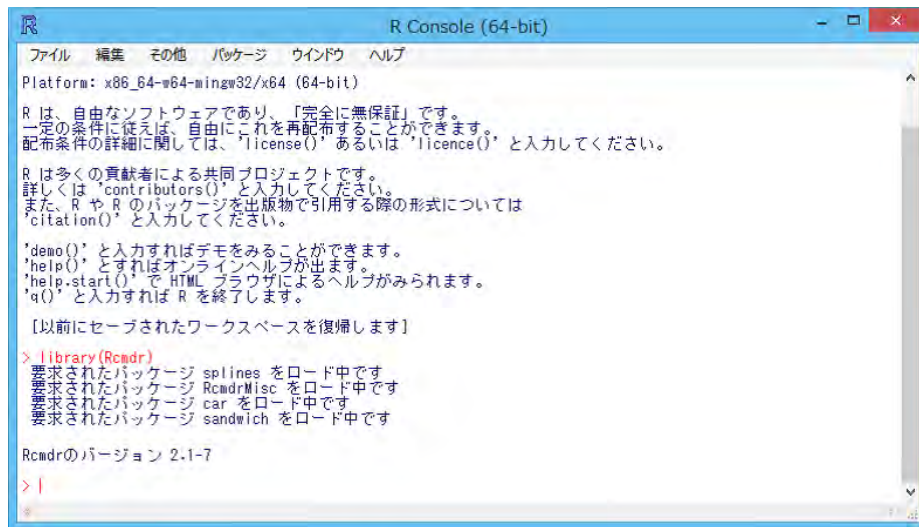 R Console (64-bit)
ファイル 編集 その他 パッケージ ウインドウ ヘルプ
Platform: x86_64-w64-mingw32/x64 (64-bit)
R は、自由なソフトウェアであり、「完全に無保証」です。
一定の条件に従えば、自由にこれを再配布することができます。
配布条件の詳細に関しては、'license()' あるいは 'licence()' と入力してください。
R は多くの貢献者による共同プロジェクトです。
詳しくは 'contributors()' と入力してください。
また、R や R のパッケージを出版物で引用する際の形式については
'citation()' と入力してください。
'demo()' と入力すればデモをみることができます。
'help()' とすればオンラインヘルプが出ます。
'help.start()' で HTML ブラウザによるヘルプがみられます。
'q()' と入力すれば R を終了します。
[以前にセーブされたワークスペースを復帰します]
> library(Rcmdr)
要求されたパッケージ splines をロード中です
要求されたパッケージ RcmdrMisc をロード中です
要求されたパッケージ car をロード中です
要求されたパッケージ sandwich をロード中です
Rcmdrのバージョン 2.1-7
>